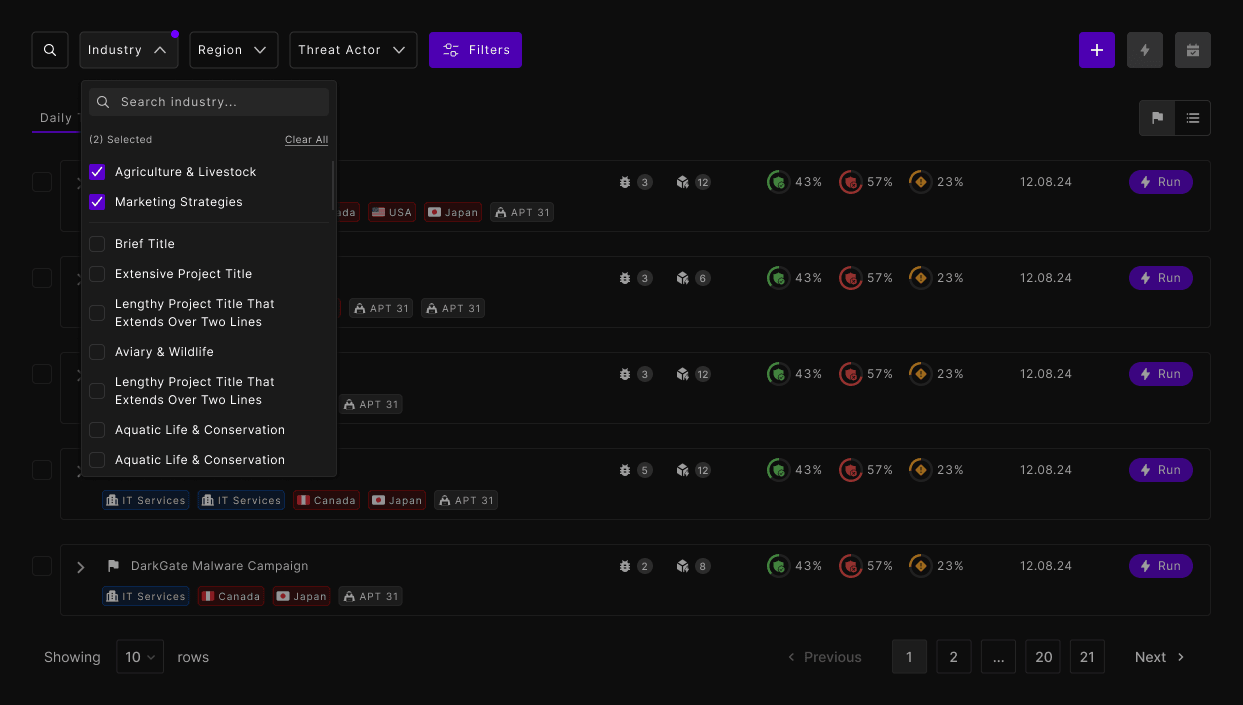 Industry
Region
Threat Actor
Filters
Search industry...
Daily
(2) Selected
Clear All
Agriculture & Livestock
Marketing Strategies
Brief Title
Extensive Project Title
Lengthy Project Title That
Extends Over Two Lines
Aviary & Wildlife
Lengthy Project Title That
Extends Over Two Lines
Aquatic Life & Conservation
Aquatic Life & Conservation
3 12 43% 57% 23% 12.08.24 Run
USA Japan APT 31
3 6 43% 57% 23% 12.08.24 Run
APT 31 APT 31
3 12 43% 57% 23% 12.08.24 Run
APT 31
5 12 43% 57% 23% 12.08.24 Run
IT Services IT Services Canada Japan APT 31
DarkGate Malware Campaign 2 8 43% 57% 23% 12.08.24 Run
IT Services Canada Japan APT 31
Showing 10 rows
Previous 1 2 ... 20 21 Next